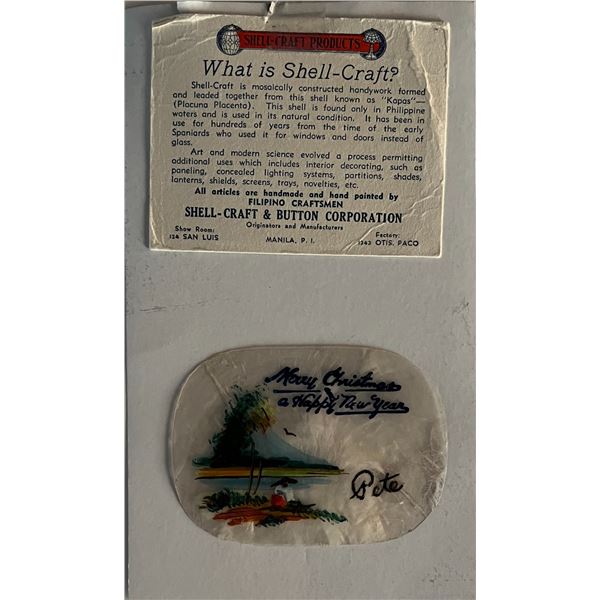 SHELL-CRAFT PRODUCTS
What is Shell-Craft?
Shell-Craft is mosaically constructed handywork formed
and leaded together from this shell known as "Kapas"—
(Placuna Placenta). This shell is found only in Philippine
waters and is used in its natural condition. It has been in
use for hundreds of years from the time of the early
Spaniards who used it for windows and doors instead of
glass.
Art and modern science evolved a process permitting
additional uses which includes interior decorating, such as
paneling, concealed lighting systems, partitions, shades,
lanterns, shields, screens, trays, novelties, etc.
All articles are handmade and hand painted by
FILIPINO CRAFTSMEN
SHELL-CRAFT & BUTTON CORPORATION
Originators and Manufacturers
Show Room: Factory:
124 SAN LUIS MANILA, P. I. 1343 OTIS, PACO
Merry Christmas
a Happy New Year
Pete